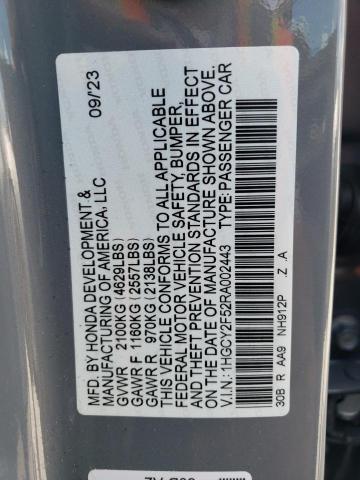 MFD. BY HONDA DEVELOPMENT & 09/'23
MANUFACTURING OF AMERICA, LLC
GVWR 2100KG (4629LBS)
GAWR F 1160KG (2557LBS)
GAWR R 970KG (2138LBS)
THIS VEHICLE CONFORMS TO ALL APPLICABLE
FEDERAL MOTOR VEHICLE SAFETY, BUMPER,
AND THEFT PREVENTION STANDARDS IN EFFECT
ON THE DATE OF MANUFACTURE SHOWN ABOVE.
V.I.N.: 1HGCY2F52RA002443 TYPE:PASSENGER CAR
30B R AA9 NH912P Z .A